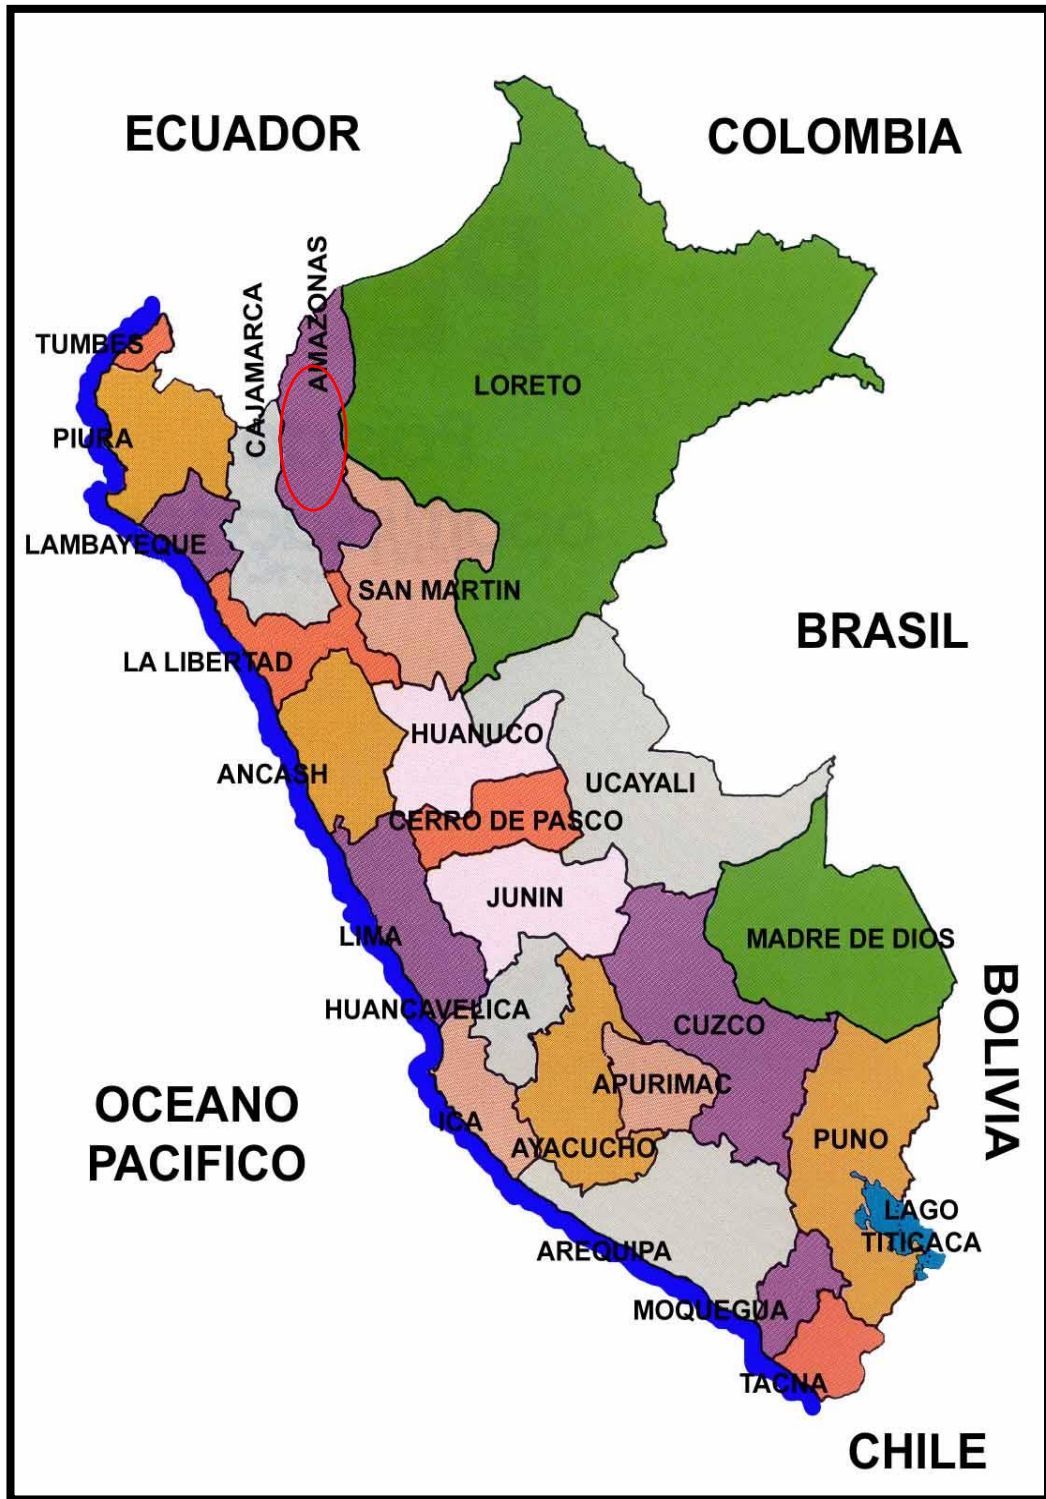 ECUADOR
COLOMBIA
AMAZONAS
CAJAMARCA
TUMBES
LORETO
PIURA
LAMBAYEQUE
SAN MARTIN
BRASIL
LA LIBERTAD
HUANUCO
ANCASH
UCAYALI
CERRO DE PASCO
JUNIN
LIMA
MADRE DE DIOS
HUANCAVELICA
CUZCO
BOLIVIA
APURIMAC
OCEANO
PACIFICO
ICA
AYACUCHO
PUNO
LAGO
TITICACA
AREQUIPA
MOQUEGUA
TACNA
CHILE